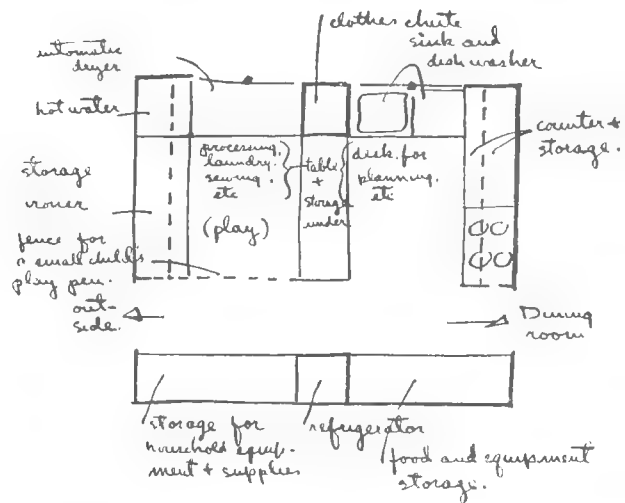 clothes chute
sink and
dishwasher
automatic
dryer
hot water
counter +
storage.
processing,
laundry.
sewing.
etc
table
+
storage
under
desk for
planning.
etc
storage
ironer
(play)
fence for
a small child's
play pen.
out-
side.
Dining
room
storage for
household equip-
ment + supplies
refrigerator
food and equipment
storage.